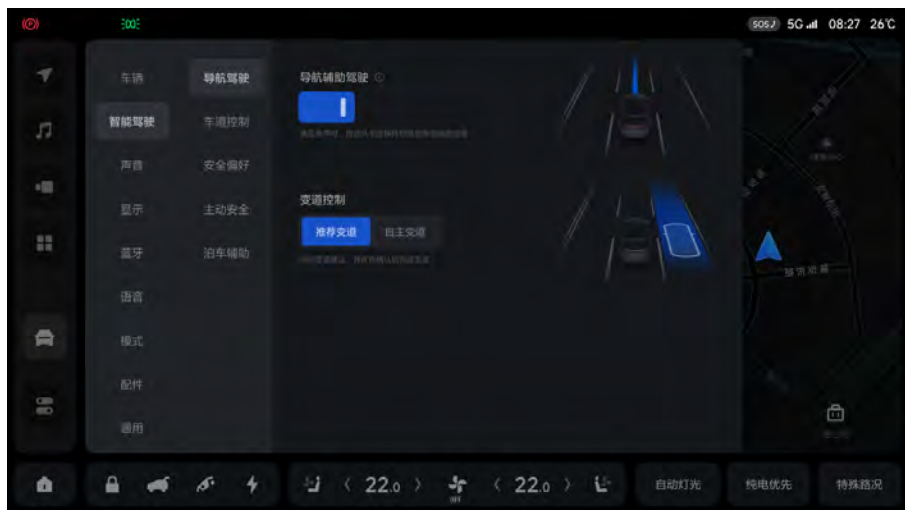 (P)
SOS 5G 08:27 26℃
车辆
导航驾驶
导航辅助驾驶
智能驾驶
车道控制
声音
安全偏好
显示
主动安全
变道控制
推荐变道
自主变道
蓝牙
泊车辅助
语音
模式
配件
通用
22.0
OFF
22.0
自动灯光
纯电优先
特殊路况